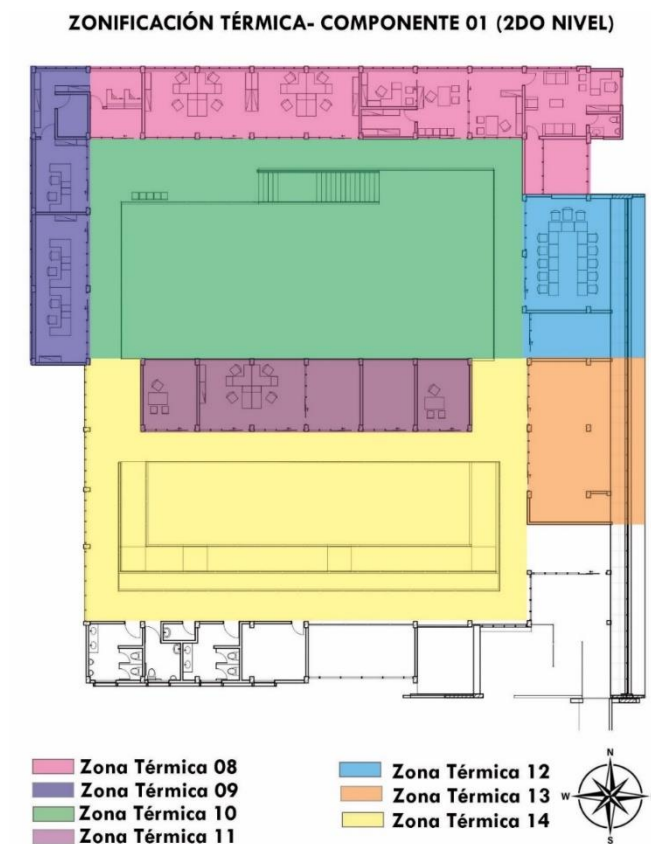 ZONIFICACIÓN TÉRMICA- COMPONENTE 01 (2DO NIVEL)
Zona Térmica 08
Zona Térmica 09
Zona Térmica 10
Zona Térmica 11
Zona Térmica 12
Zona Térmica 13
Zona Térmica 14
N
W
E
S